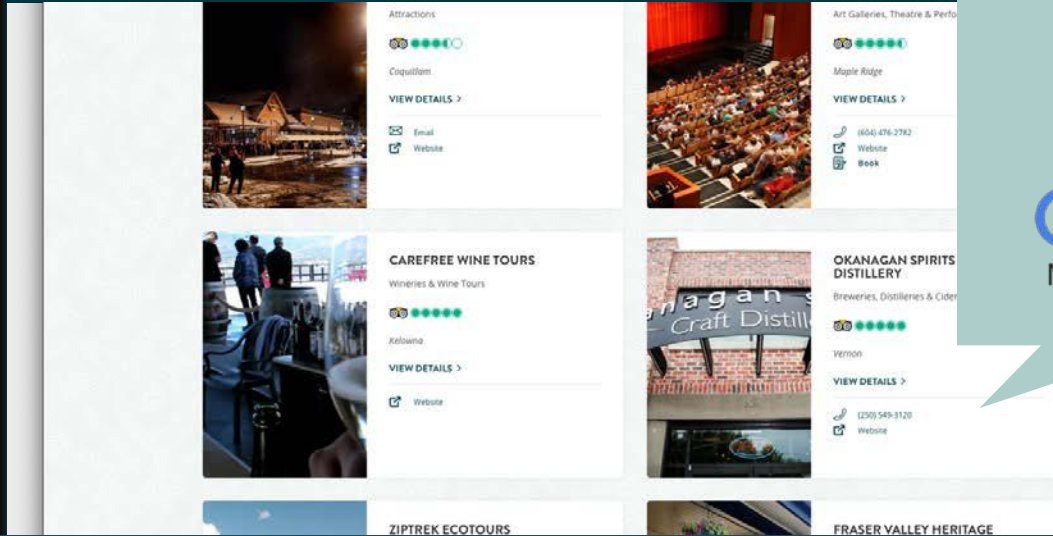 Attractions
Coquitlam
VIEW DETAILS >
Email
Website
Art Galleries, Theatre & Perfo
Maple Ridge
VIEW DETAILS >
(604) 476-2782
Website
Book
CAREFREE WINE TOURS
Wineries & Wine Tours
Kelowna
VIEW DETAILS >
Website
anagan S
Craft Distill
OKANAGAN SPIRITS
DISTILLERY
Breweries, Distilleries & Cider
Vernon
VIEW DETAILS >
(250) 549-3120
Website
ZIPTREK ECOTOURS
FRASER VALLEY HERITAGE